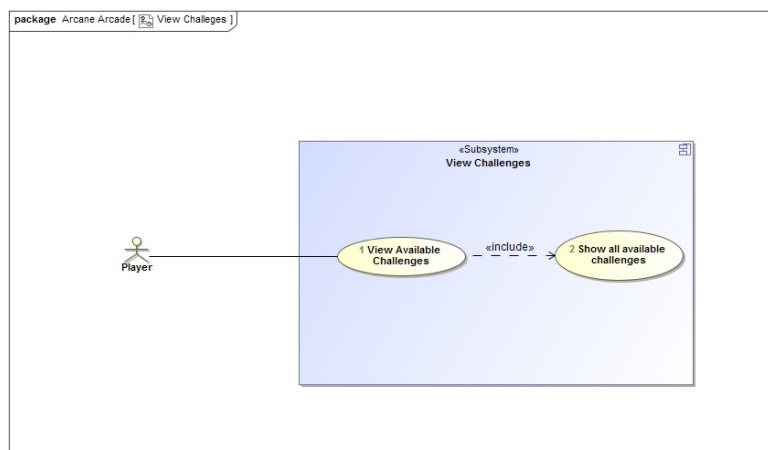 package Arcane Arcade[ View Challeges ]
«Subsystem»
View Challenges
1 View Available
Challenges
«include»
2 Show all available
challenges
Player